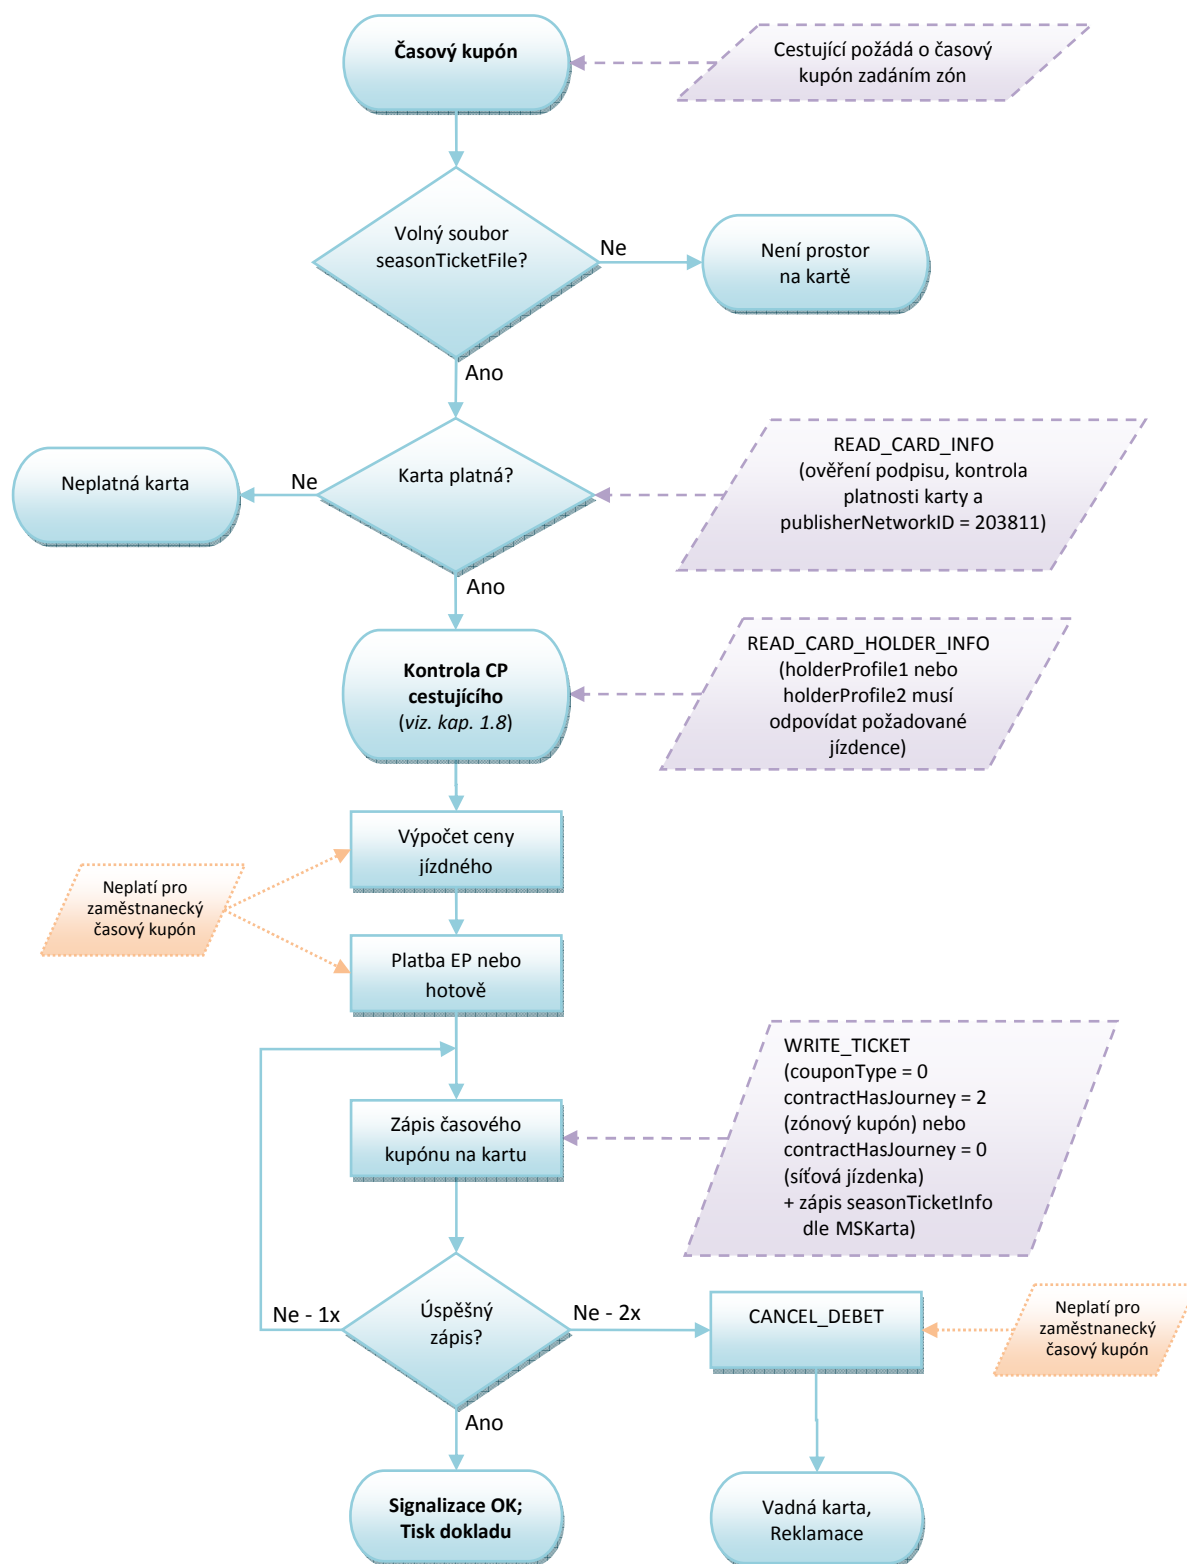 Časový kupón
Cestující požádá o časový
kupón zadáním zón
Volný soubor
seasonTicketFile?
Ne
Není prostor
na kartě
Ano
READ_CARD_INFO
(ověření podpisu, kontrola
platnosti karty a
publisherNetworkID = 203811)
Karta platná?
Ne
Neplatná karta
Ano
READ_CARD_HOLDER_INFO
(holderProfile1 nebo
holderProfile2 musí
odpovídat požadované
jízdence)
Kontrola CP
cestujícího
(viz. kap. 1.8)
Výpočet ceny
jízdného
Neplatí pro
zaměstnanecký
časový kupón
Platba EP nebo
hotově
WRITE_TICKET
(couponType = 0
contractHasJourney = 2
(zónový kupón) nebo
contractHasJourney = 0
(síťová jízdenka)
+ zápis seasonTicketInfo
dle MSKarta)
Zápis časového
kupónu na kartu
Ne - 1x
Úspěšný
zápis?
Ne - 2x
CANCEL_DEBET
Neplatí pro
zaměstnanecký
časový kupón
Ano
Signalizace OK;
Tisk dokladu
Vadná karta,
Reklamace